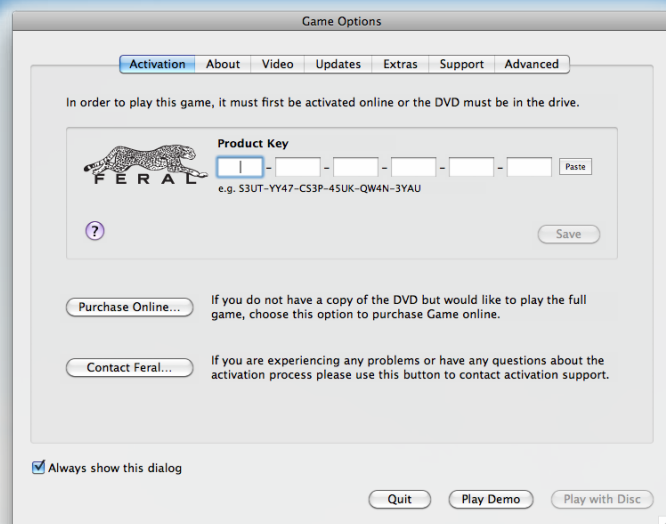 Game Options
Activation About Video Updates Extras Support Advanced
In order to play this game, it must first be activated online or the DVD must be in the drive.
Product Key
FERAL
- - - - - Paste
e.g. S3UT-YY47-CS3P-45UK-QW4N-3YAU
?
Save
Purchase Online...
If you do not have a copy of the DVD but would like to play the full
game, choose this option to purchase Game online.
Contact Feral...
If you are experiencing any problems or have any questions about the
activation process please use this button to contact activation support.
Always show this dialog
Quit Play Demo Play with Disc